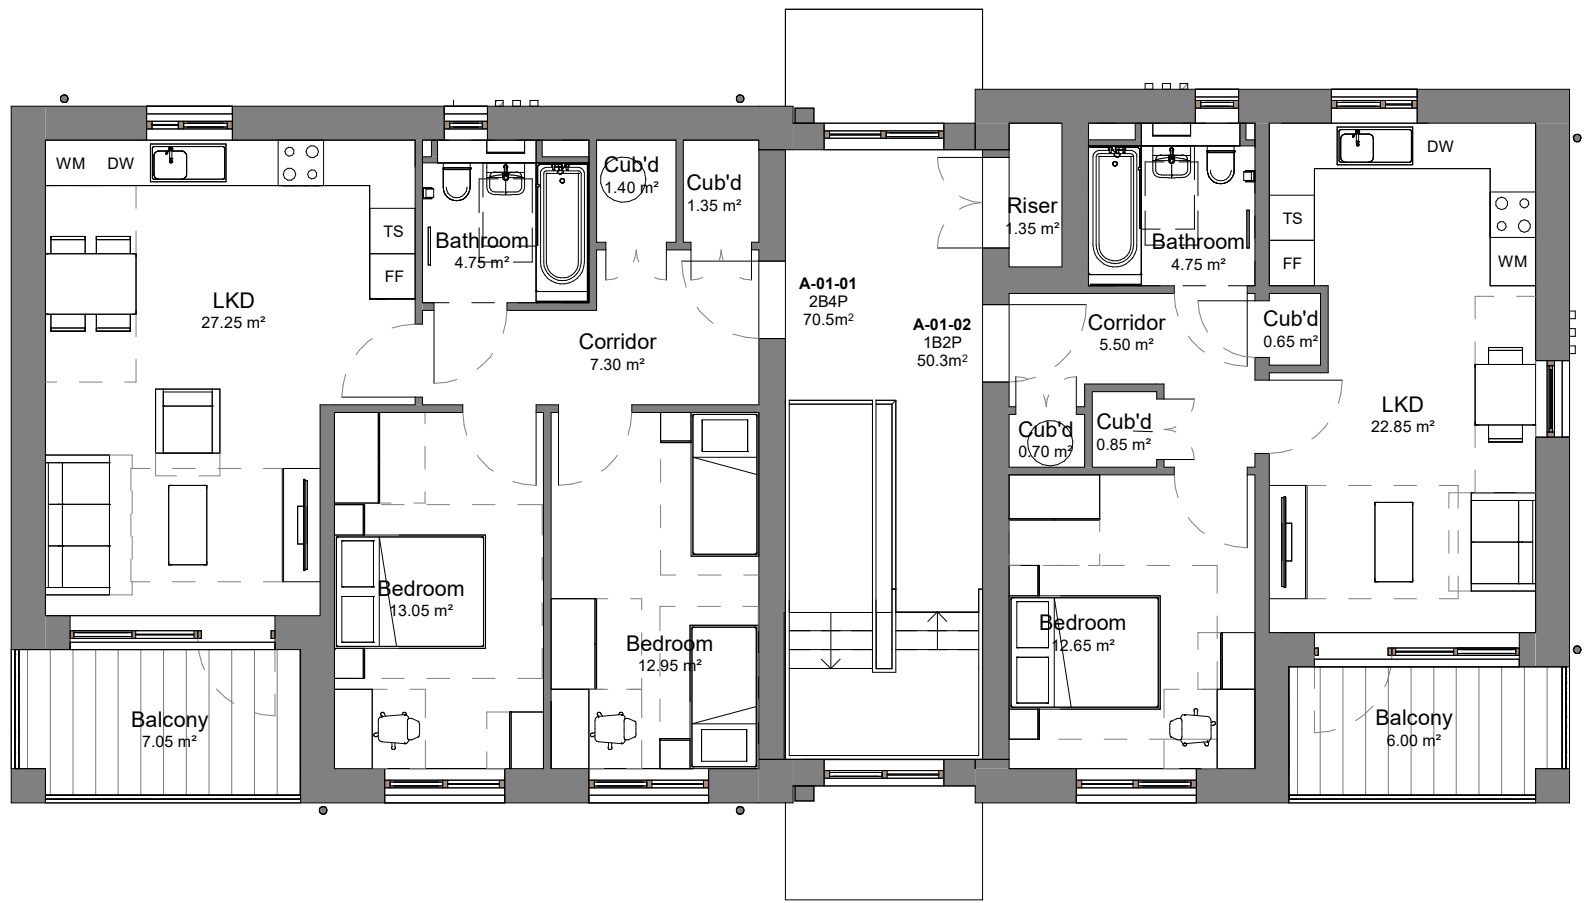 WM
DW
TS
FF
LKD
27.25 m²
Bathroom
4.75 m²
Cub'd
1.40 m²
Cub'd
1.35 m²
Corridor
7.30 m²
Bedroom
13.05 m²
Bedroom
12.95 m²
Balcony
7.05 m²
A-01-01
2B4P
70.5m²
A-01-02
1B2P
50.3m²
Riser
1.35 m²
Bathroom
4.75 m²
DW
TS
FF
WM
Corridor
5.50 m²
Cub'd
0.65 m²
Cub'd
0.70 m²
Cub'd
0.85 m²
LKD
22.85 m²
Bedroom
12.65 m²
Balcony
6.00 m²